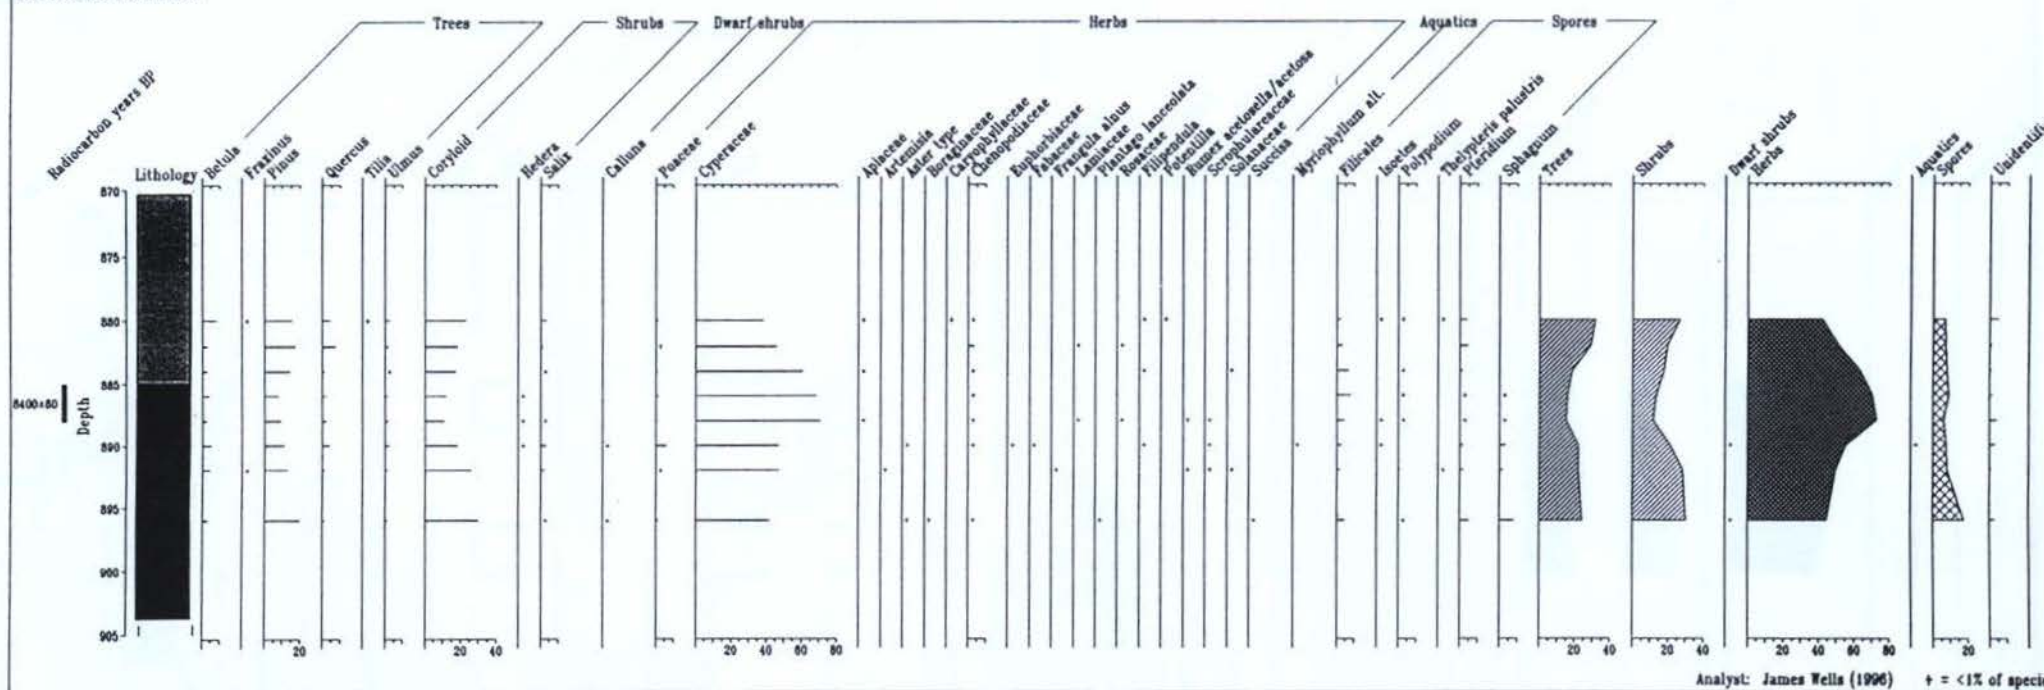 Trees Shrubs Dwarf shrubs Herbs Aquatics Spores
Radiocarbon years BP
Lithology
Betula
Fraxinus
Pinus
Quercus
Tilia
Ulmus
Coryloid
Hedera
Salix
Calluna
Poaceae
Cyperaceae
Apiaceae
Artemisia
Aster type
Boraginaceae
Caryophyllaceae
Chenopodiaceae
Euphorbiaceae
Fabaceae
Frangula alnus
Lamiaceae
Plantago lanceolata
Rosaceae
Filipendula
Potentilla
Rumex acetosella/acetosa
Scrophulareaceae
Solanaceae
Succisa
Myriophyllum alt.
Filicales
Isoetes
Polypodium
Thelypteris palustris
Pteridium
Sphagnum
Trees
Shrubs
Dwarf shrubs
Herbs
Aquatics
Spores
870
875
880
885
8400±80
Depth
890
895
900
905
20 20 40 20 40 60 80 20 40 20 40 20 40 60 80 20
Analyst: James Wells (1996) + = <1% of